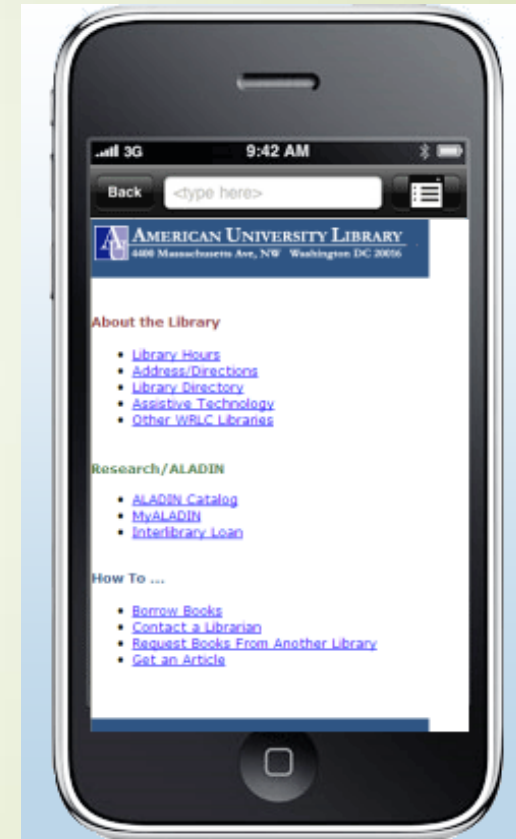 3G 9:42 AM
Back <type here>
AU AMERICAN UNIVERSITY LIBRARY
4400 Massachusetts Ave, NW Washington DC 20016
About the Library
• Library Hours
• Address/Directions
• Library Directory
• Assistive Technology
• Other WRLC Libraries
Research/ALADIN
• ALADIN Catalog
• MyALADIN
• Interlibrary Loan
How To ...
• Borrow Books
• Contact a Librarian
• Request Books From Another Library
• Get an Article